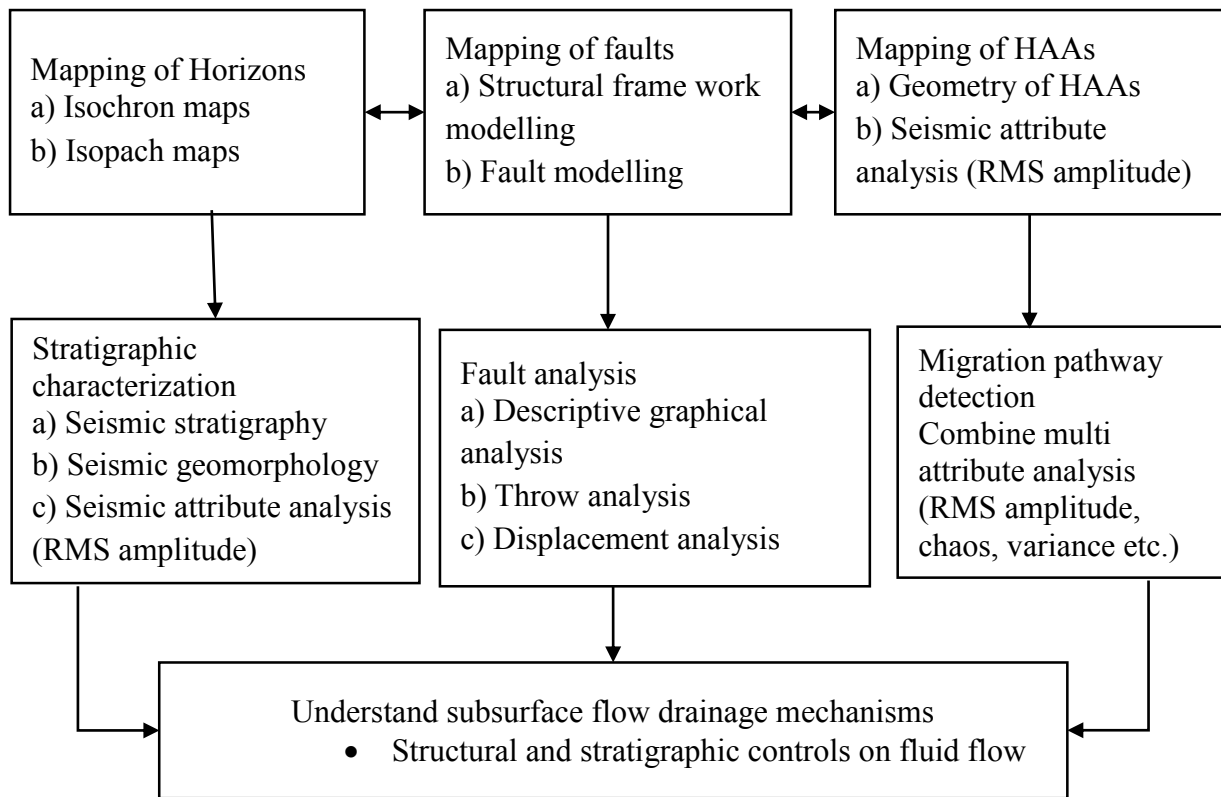 Mapping of Horizons
a) Isochron maps
b) Isopach maps
Mapping of faults
a) Structural frame work
modelling
b) Fault modelling
Mapping of HAAs
a) Geometry of HAAs
b) Seismic attribute
analysis (RMS amplitude)
Stratigraphic
characterization
a) Seismic stratigraphy
b) Seismic geomorphology
c) Seismic attribute analysis
(RMS amplitude)
Fault analysis
a) Descriptive graphical
analysis
b) Throw analysis
c) Displacement analysis
Migration pathway
detection
Combine multi
attribute analysis
(RMS amplitude,
chaos, variance etc.)
Understand subsurface flow drainage mechanisms
• Structural and stratigraphic controls on fluid flow